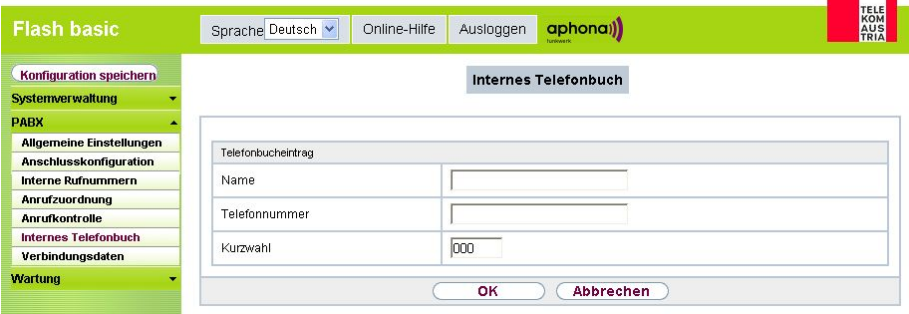 Flash basic
Sprache Deutsch Online-Hilfe Ausloggen aphona
funkwerk
TELE
KOM
AUS
TRIA
Konfiguration speichern
Systemverwaltung
PABX
Allgemeine Einstellungen
Anschlusskonfiguration
Interne Rufnummern
Anrufzuordnung
Anrufkontrolle
Internes Telefonbuch
Verbindungsdaten
Wartung
Internes Telefonbuch
Telefonbucheintrag
Name
Telefonnummer
Kurzwahl 000
OK Abbrechen